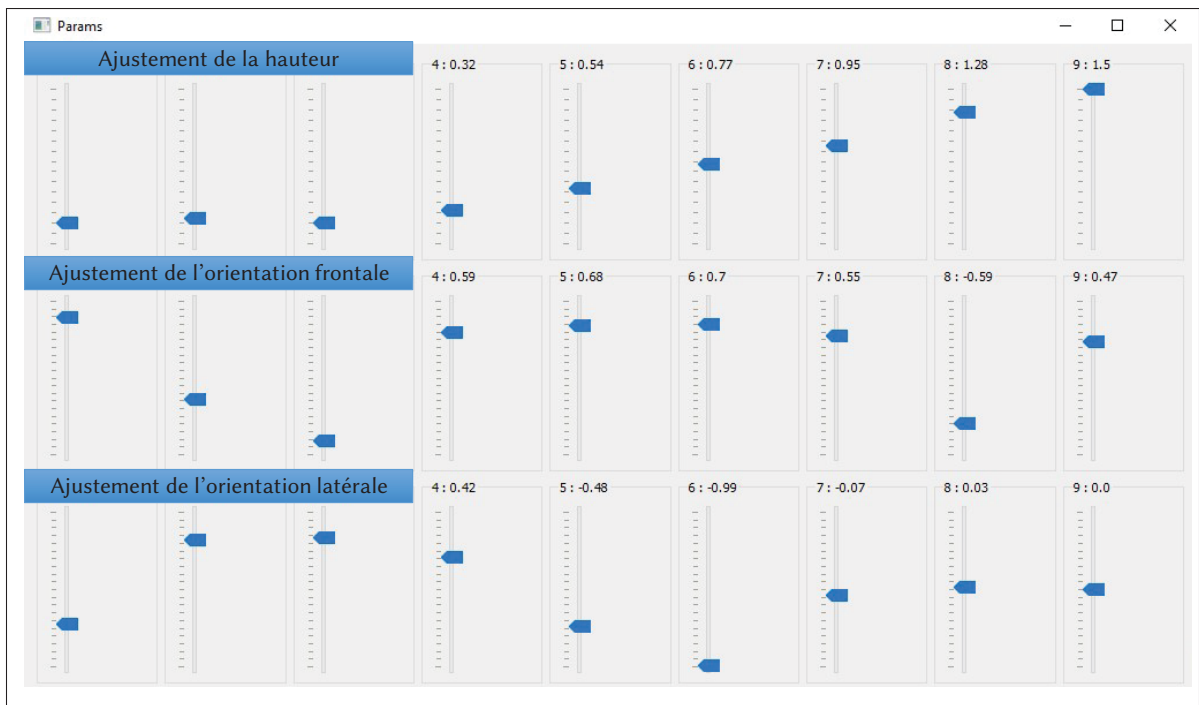 Params
Ajustement de la hauteur
4 : 0.32
5 : 0.54
6 : 0.77
7 : 0.95
8 : 1.28
9 : 1.5
Ajustement de l'orientation frontale
4 : 0.59
5 : 0.68
6 : 0.7
7 : 0.55
8 : -0.59
9 : 0.47
Ajustement de l'orientation latérale
4 : 0.42
5 : -0.48
6 : -0.99
7 : -0.07
8 : 0.03
9 : 0.0